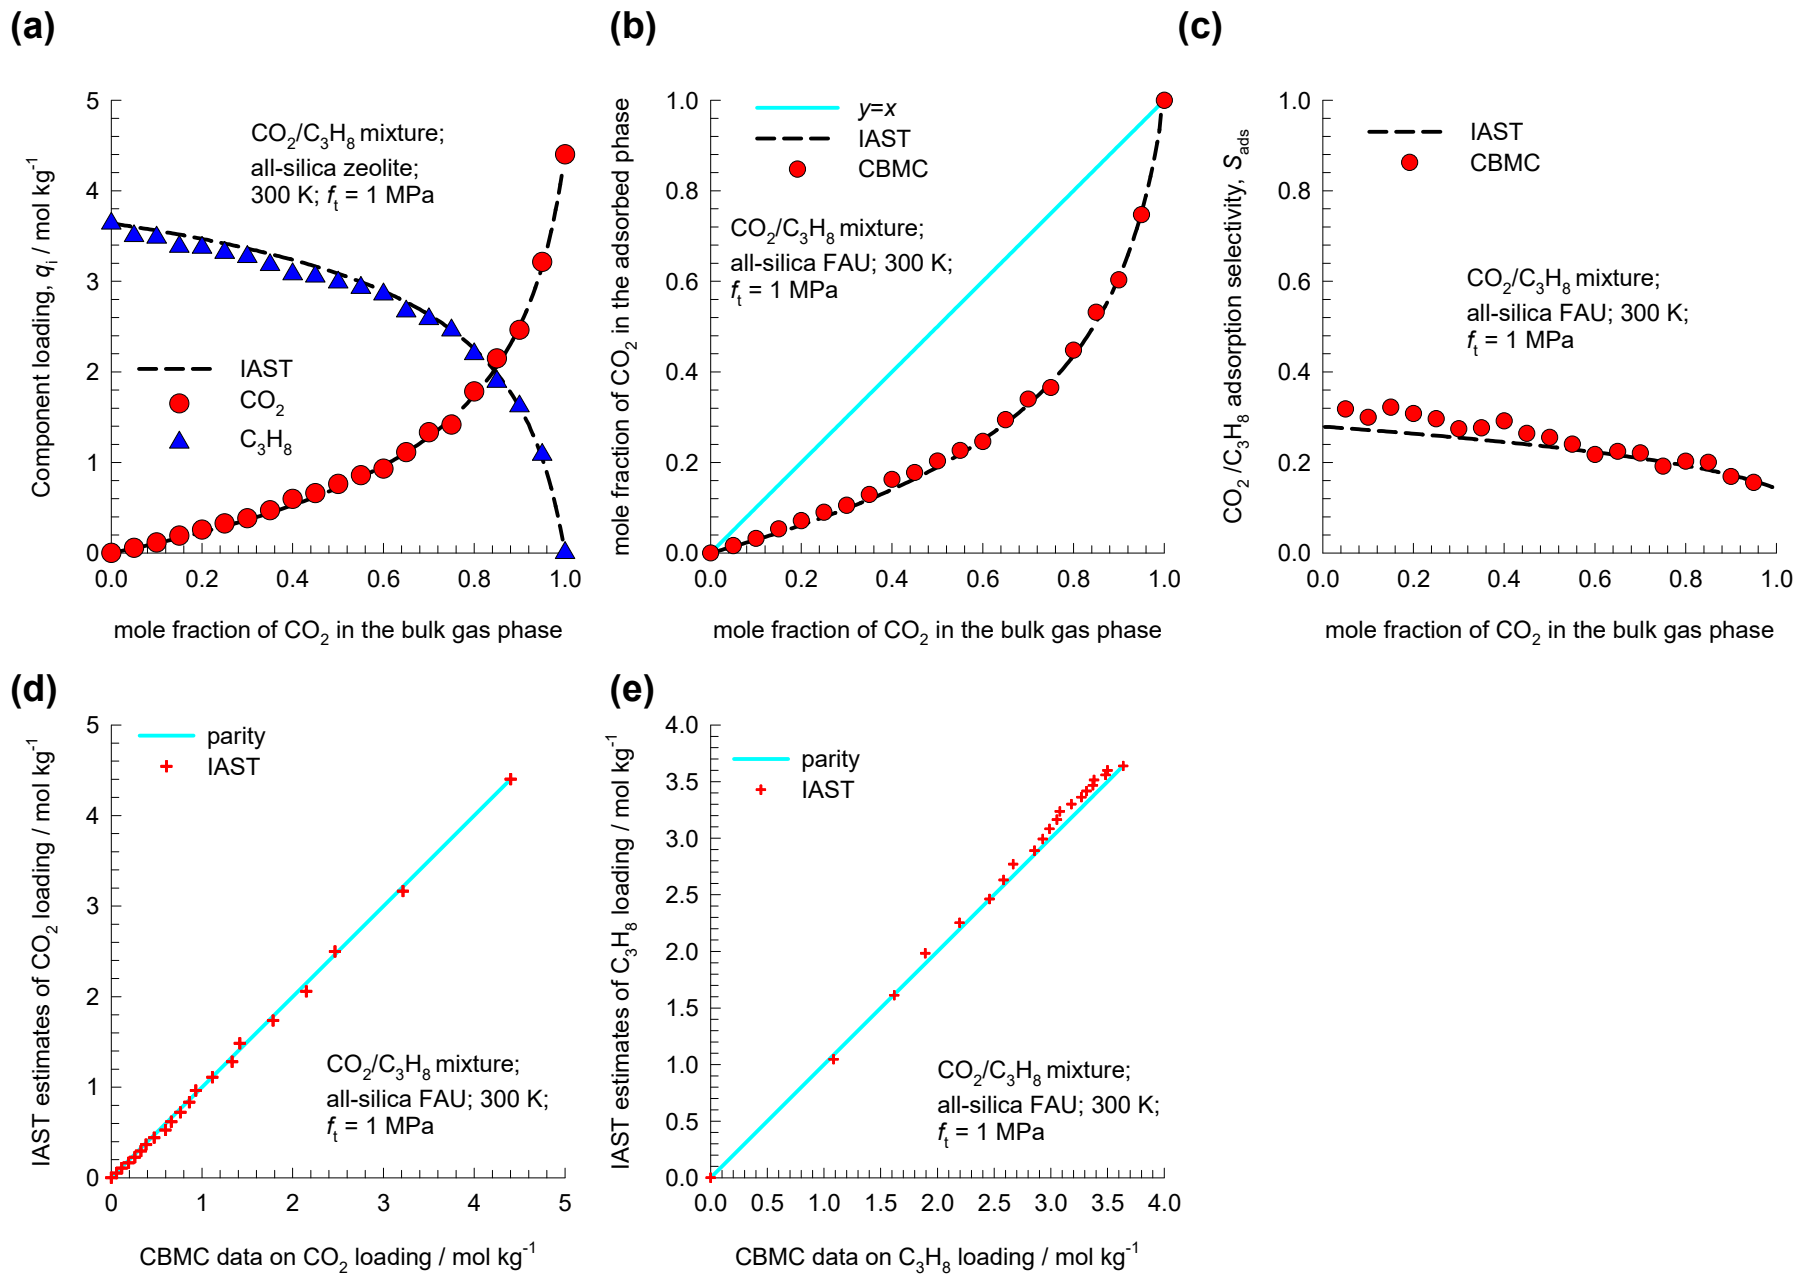 (a)
Component loading, qᵢ / mol kg⁻¹
5
4
3
2
1
0
CO₂/C₃H₈ mixture;
all-silica zeolite;
300 K; fₜ = 1 MPa
IAST
CO₂
C₃H₈
0.0
0.2
0.4
0.6
0.8
1.0
mole fraction of CO₂ in the bulk gas phase
(b)
mole fraction of CO₂ in the adsorbed phase
1.0
0.8
0.6
0.4
0.2
0.0
y=x
IAST
CBMC
CO₂/C₃H₈ mixture;
all-silica FAU; 300 K;
fₜ = 1 MPa
0.0
0.2
0.4
0.6
0.8
1.0
mole fraction of CO₂ in the bulk gas phase
(c)
CO₂ /C₃H₈ adsorption selectivity, S_ads
1.0
0.8
0.6
0.4
0.2
0.0
IAST
CBMC
CO₂/C₃H₈ mixture;
all-silica FAU; 300 K;
fₜ = 1 MPa
0.0
0.2
0.4
0.6
0.8
1.0
mole fraction of CO₂ in the bulk gas phase
(d)
IAST estimates of CO₂ loading / mol kg⁻¹
5
4
3
2
1
0
parity
IAST
CO₂/C₃H₈ mixture;
all-silica FAU; 300 K;
fₜ = 1 MPa
0
1
2
3
4
5
CBMC data on CO₂ loading / mol kg⁻¹
(e)
IAST estimates of C₃H₈ loading / mol kg⁻¹
4.0
3.5
3.0
2.5
2.0
1.5
1.0
0.5
0.0
parity
IAST
CO₂/C₃H₈ mixture;
all-silica FAU; 300 K;
fₜ = 1 MPa
0.0
0.5
1.0
1.5
2.0
2.5
3.0
3.5
4.0
CBMC data on C₃H₈ loading / mol kg⁻¹